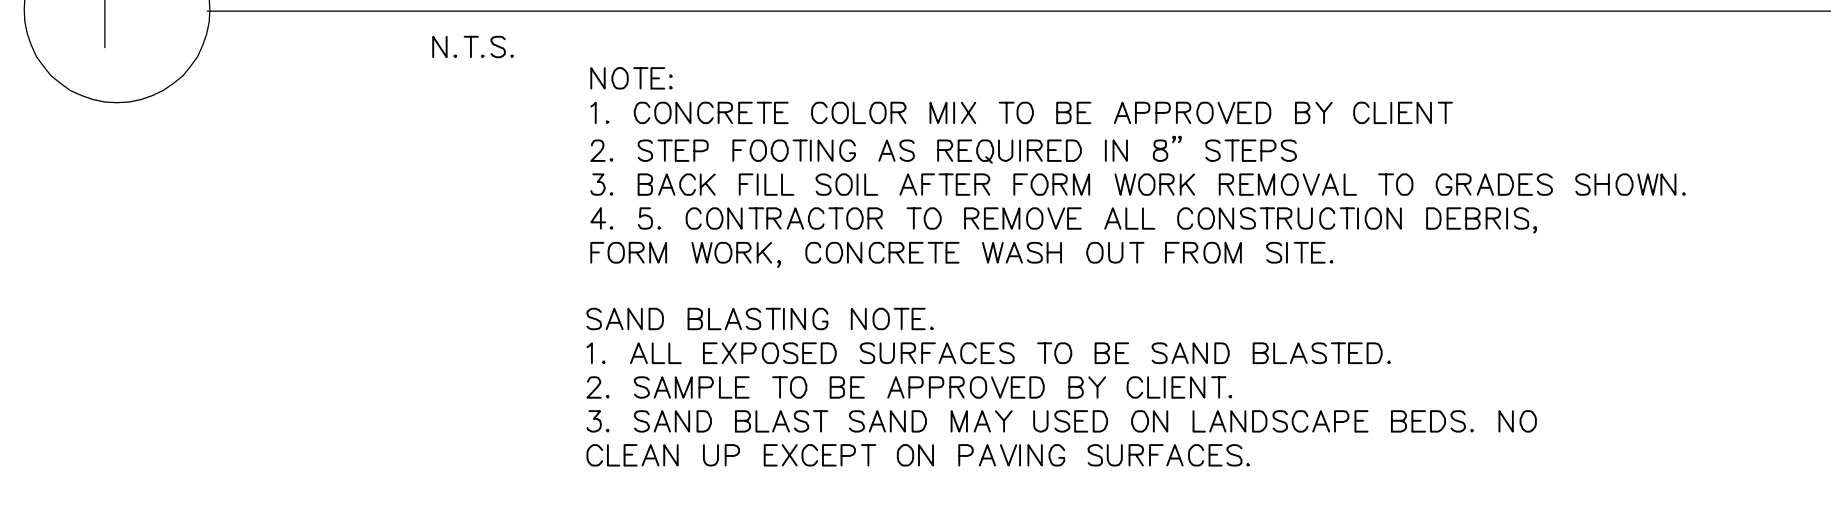 N.T.S.
NOTE:
1. CONCRETE COLOR MIX TO BE APPROVED BY CLIENT
2. STEP FOOTING AS REQUIRED IN 8” STEPS
3. BACK FILL SOIL AFTER FORM WORK REMOVAL TO GRADES SHOWN.
4. 5. CONTRACTOR TO REMOVE ALL CONSTRUCTION DEBRIS,
FORM WORK, CONCRETE WASH OUT FROM SITE.
SAND BLASTING NOTE.
1. ALL EXPOSED SURFACES TO BE SAND BLASTED.
2. SAMPLE TO BE APPROVED BY CLIENT.
3. SAND BLAST SAND MAY USED ON LANDSCAPE BEDS. NO
CLEAN UP EXCEPT ON PAVING SURFACES.